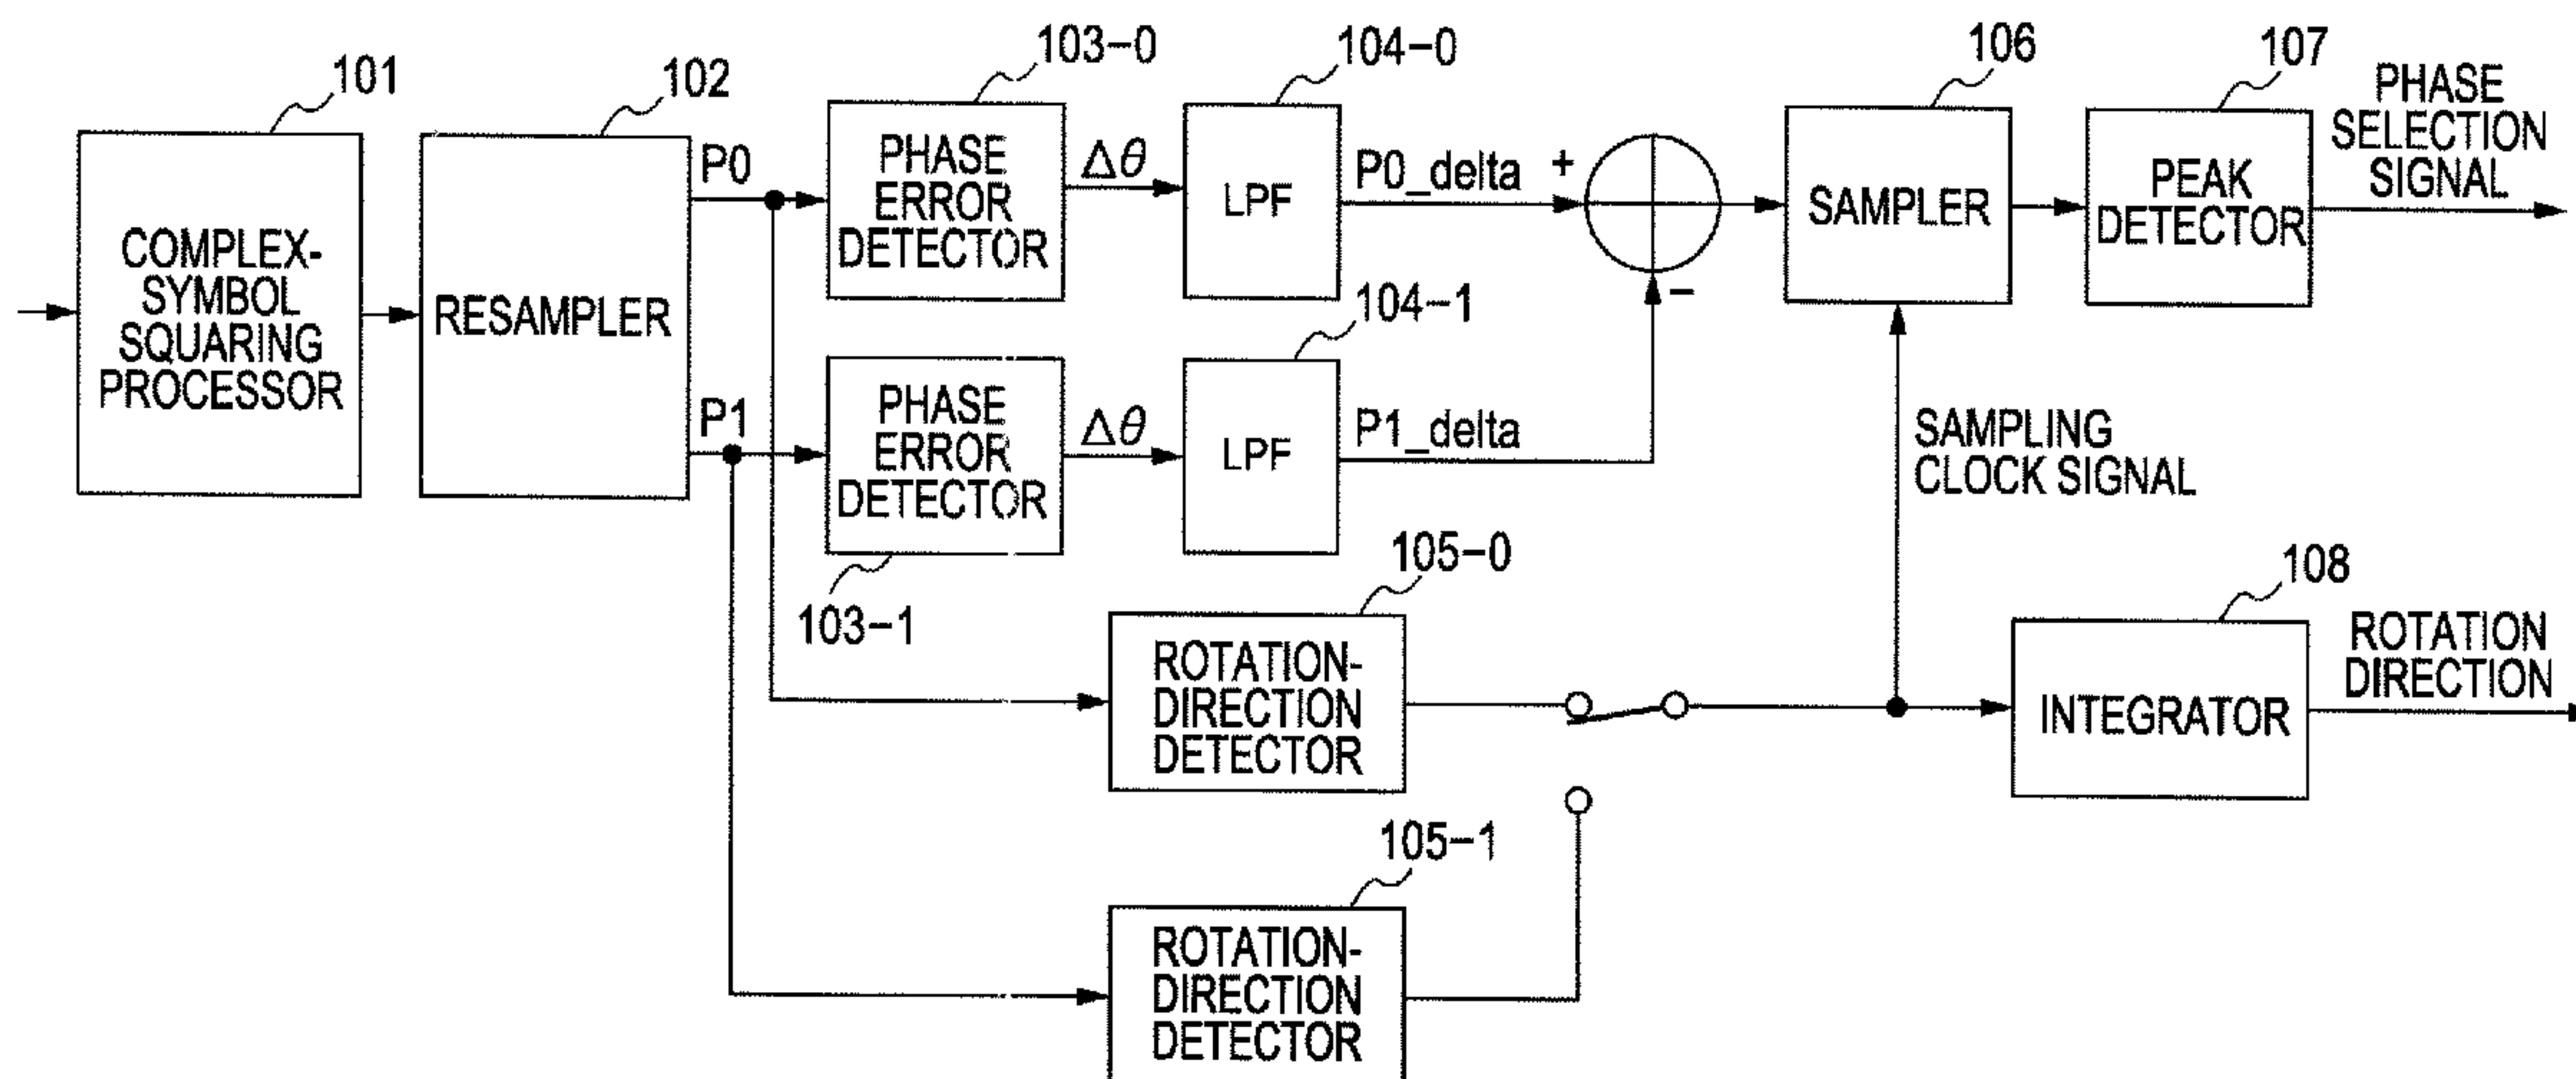 101
COMPLEX-
SYMBOL
SQUARING
PROCESSOR
102
RESAMPLER
P0
P1
103-0
PHASE
ERROR
DETECTOR
Δθ
104-0
LPF
P0_delta
+
-
103-1
PHASE
ERROR
DETECTOR
Δθ
104-1
LPF
P1_delta
106
SAMPLER
107
PEAK
DETECTOR
PHASE
SELECTION
SIGNAL
SAMPLING
CLOCK SIGNAL
105-0
ROTATION-
DIRECTION
DETECTOR
105-1
ROTATION-
DIRECTION
DETECTOR
108
INTEGRATOR
ROTATION
DIRECTION